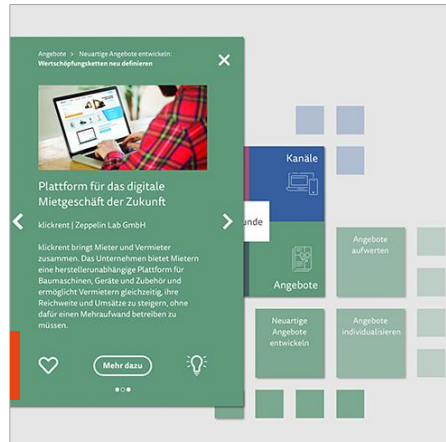 Angebote > Neuartige Angebote entwickeln:
Wertschöpfungsketten neu definieren
Plattform für das digitale
Mietgeschäft der Zukunft
klickrent | Zeppelin Lab GmbH
klickrent bringt Mieter und Vermieter
zusammen. Das Unternehmen bietet Mietern
eine herstellerunabhängige Plattform für
Baumaschinen, Geräte und Zubehör und
ermöglicht Vermietern gleichzeitig, ihre
Reichweite und Umsätze zu steigern, ohne
dafür einen Mehraufwand betreiben zu
müssen.
Mehr dazu
Kanäle
unde
Angebote
Angebote
aufwerten
Neuartige
Angebote
entwickeln
Angebote
individualisieren